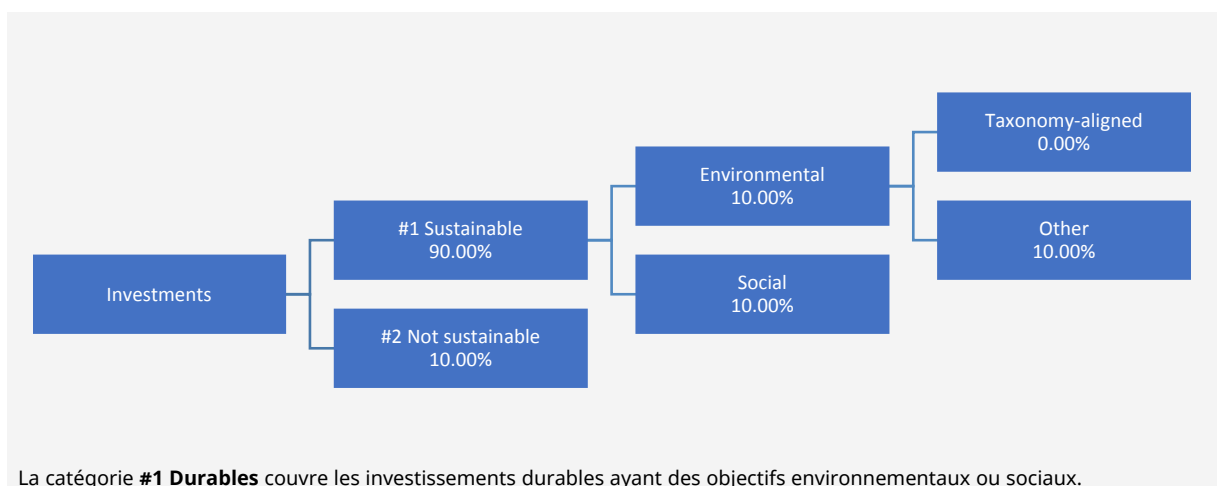 Investments
#1 Sustainable
90.00%
#2 Not sustainable
10.00%
Environmental
10.00%
Social
10.00%
Taxonomy-aligned
0.00%
Other
10.00%
La catégorie #1 Durables couvre les investissements durables ayant des objectifs environnementaux ou sociaux.